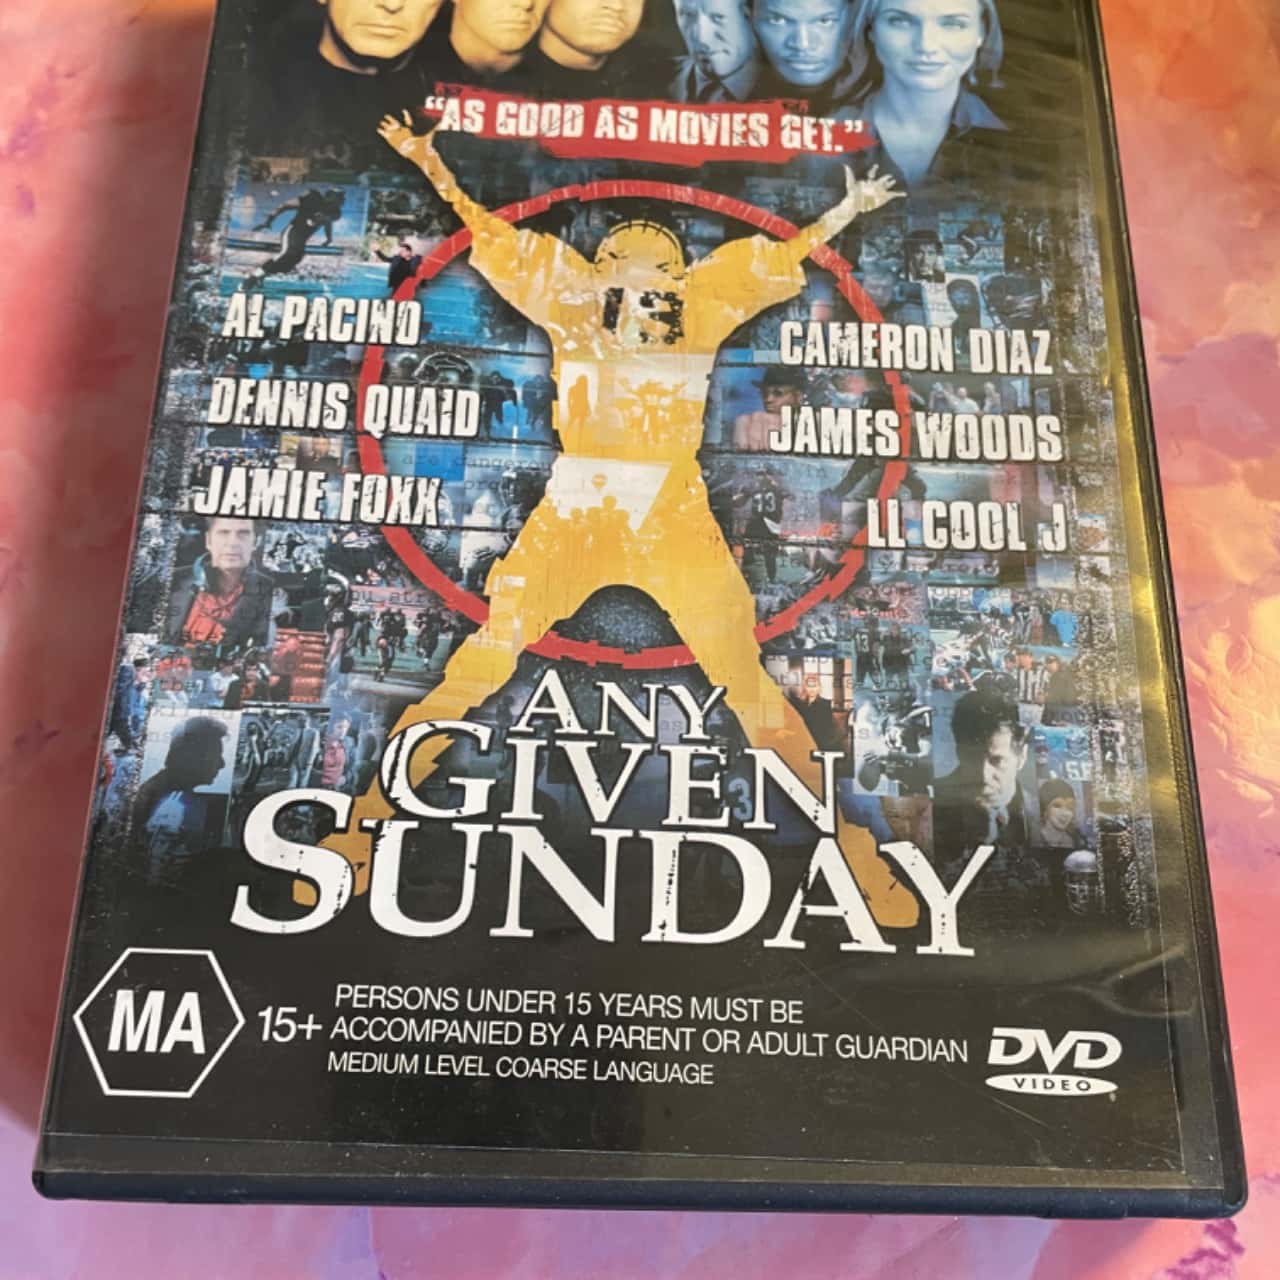 "AS GOOD AS MOVIES GET."
AL PACINO
DENNIS QUAID
JAMIE FOXX
CAMERON DIAZ
JAMES WOODS
LL COOL J
ANY
GIVEN
SUNDAY
MA
15+
PERSONS UNDER 15 YEARS MUST BE
ACCOMPANIED BY A PARENT OR ADULT GUARDIAN
MEDIUM LEVEL COARSE LANGUAGE
DVD
VIDEO